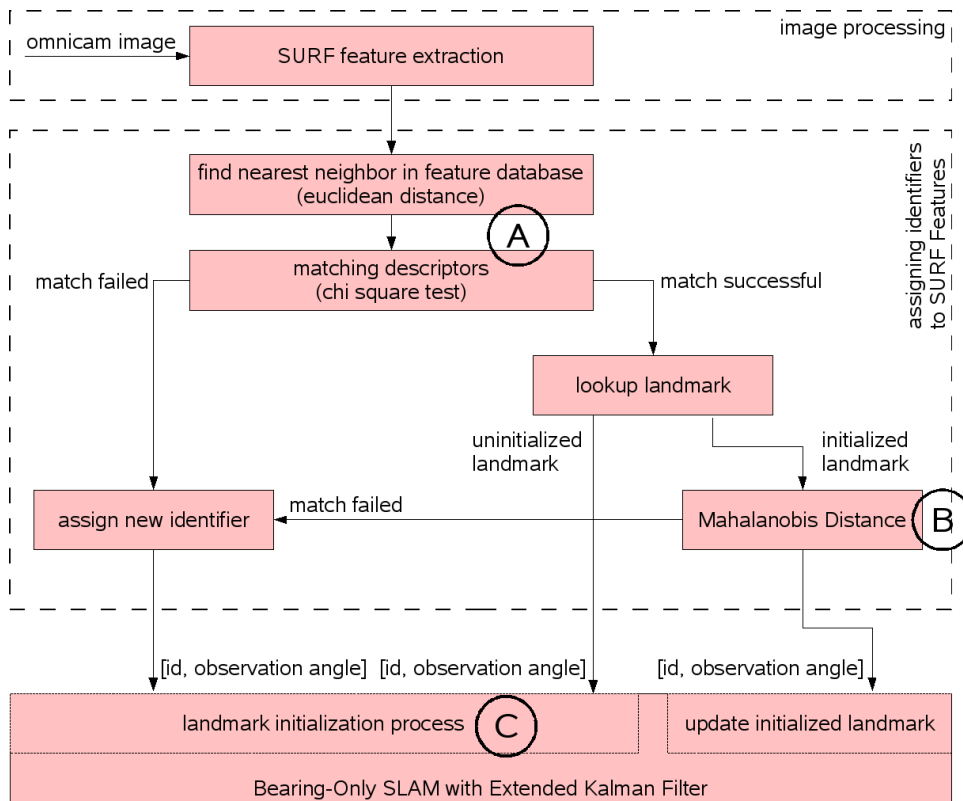 image processing
omnicam image
SURF feature extraction
find nearest neighbor in feature database
(euclidean distance)
A
matching descriptors
(chi square test)
match failed
match successful
assigning identifiers
to SURF Features
lookup landmark
uninitialized
landmark
initialized
landmark
assign new identifier
match failed
Mahalanobis Distance
B
[id, observation angle]
[id, observation angle]
[id, observation angle]
landmark initialization process
C
update initialized landmark
Bearing-Only SLAM with Extended Kalman Filter